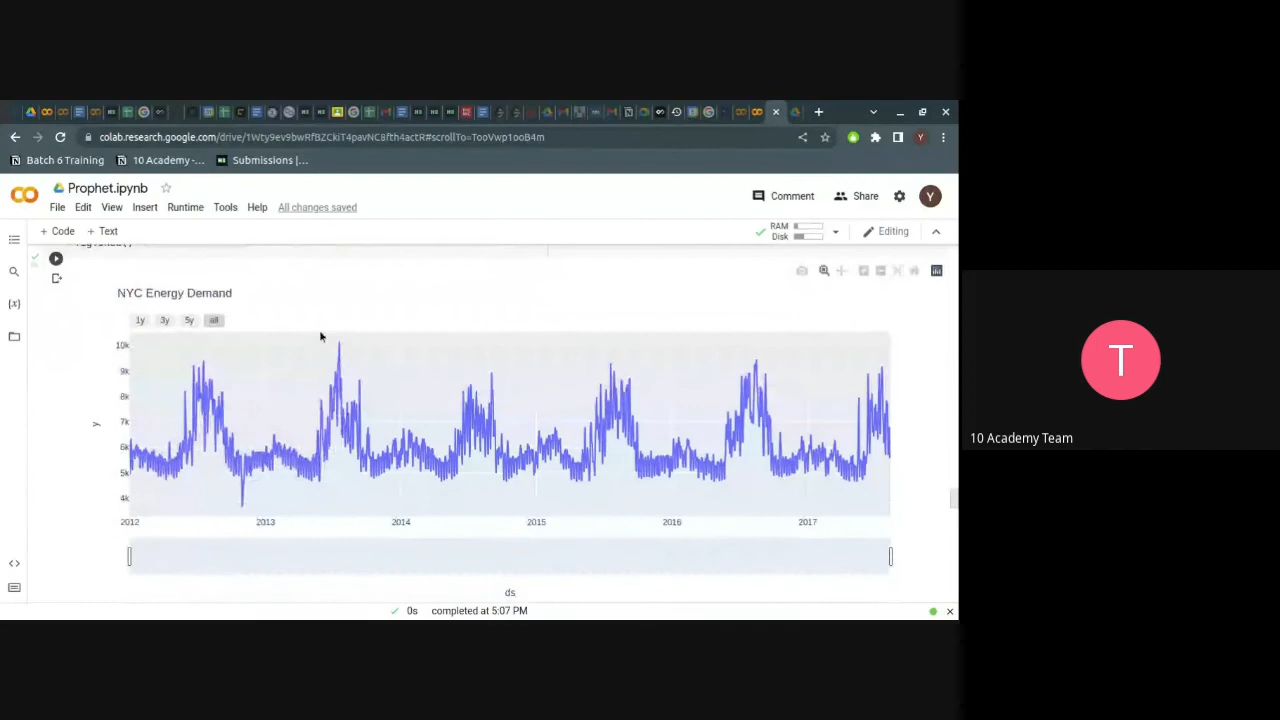 colab.research.google.com/drive/1Wty9ev9bwRfBZCkiT4pavNC8fth4actR#scrollTo=TooVwp1ooB4m
Batch 6 Training
10 Academy -...
Submissions |...
Prophet.ipynb
Comment
Share
Y
File Edit View Insert Runtime Tools Help All changes saved
+ Code + Text
RAM
Disk
Editing
NYC Energy Demand
1y 3y 5y all
10k
9k
8k
7k
6k
5k
4k
y
2012 2013 2014 2015 2016 2017
ds
0s completed at 5:07 PM
T
10 Academy Team